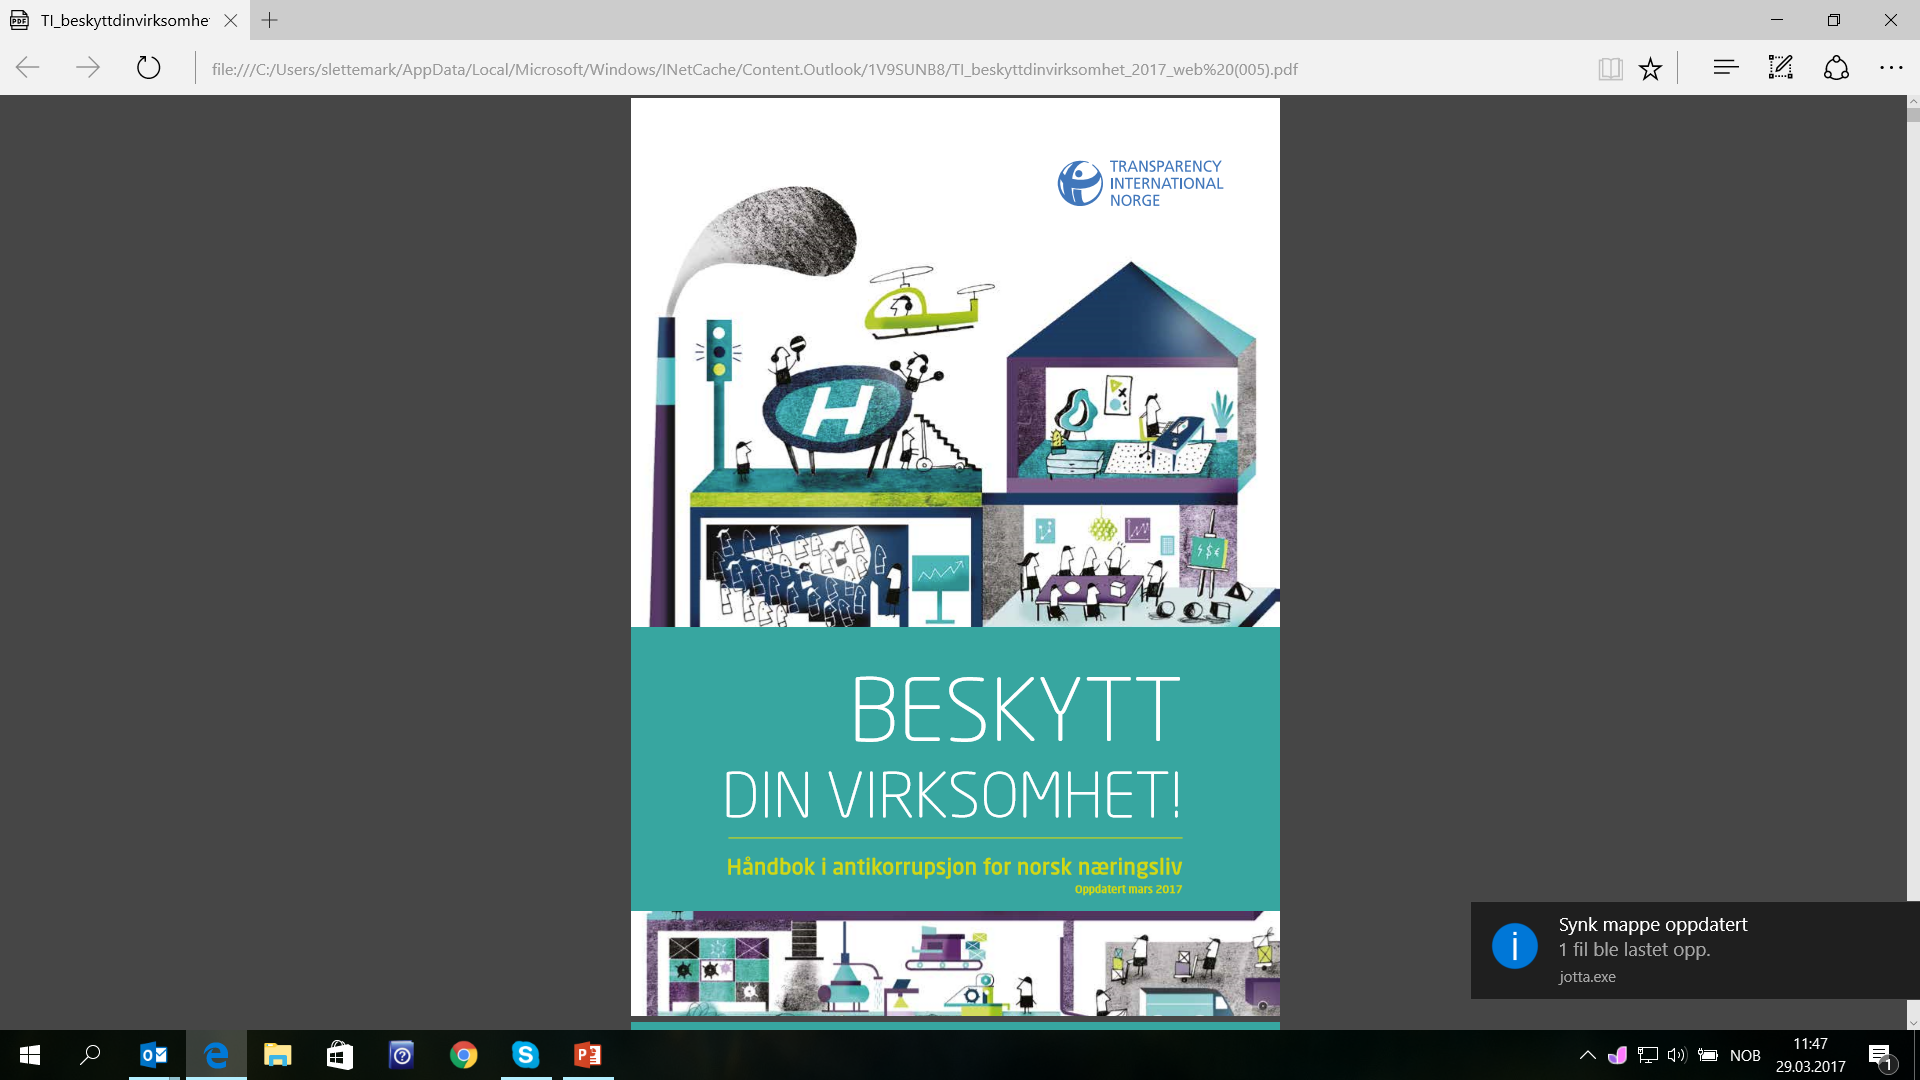 TI_beskyttdinvirksomhe
file:///C:/Users/slettemark/AppData/Local/Microsoft/Windows/INetCache/Content.Outlook/1V9SUNB8/TI_beskyttdinvirksomhet_2017_web%20(005).pdf
TRANSPARENCY
INTERNATIONAL
NORGE
H
BESKYTT
DIN VIRKSOMHET!
Håndbok i antikorrupsjon for norsk næringsliv
Oppdatert mars 2017
Synk mappe oppdatert
1 fil ble lastet opp.
jotta.exe
NOB
11:47
29.03.2017
1